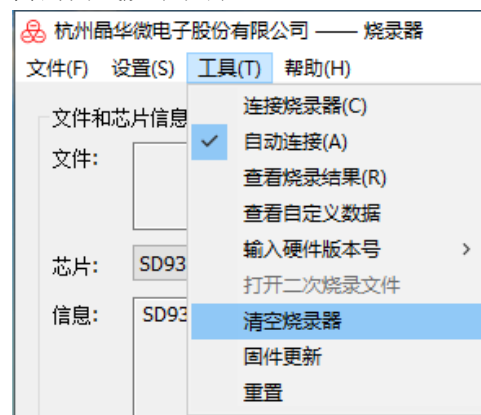 杭州晶华微电子股份有限公司 —— 烧录器
文件(F) 设置(S) 工具(T) 帮助(H)
连接烧录器(C)
文件和芯片信息
自动连接(A)
文件:
查看烧录结果(R)
查看自定义数据
输入硬件版本号
芯片: SD93
打开二次烧录文件
信息: SD93
清空烧录器
固件更新
重置